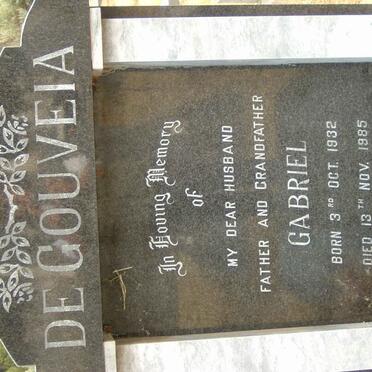 DE GOUVEIA
In Loving Memory
of
MY DEAR HUSBAND
FATHER AND GRANDFATHER
GABRIEL
BORN 3RD OCT. 1932
DIED 13TH NOV. 1985